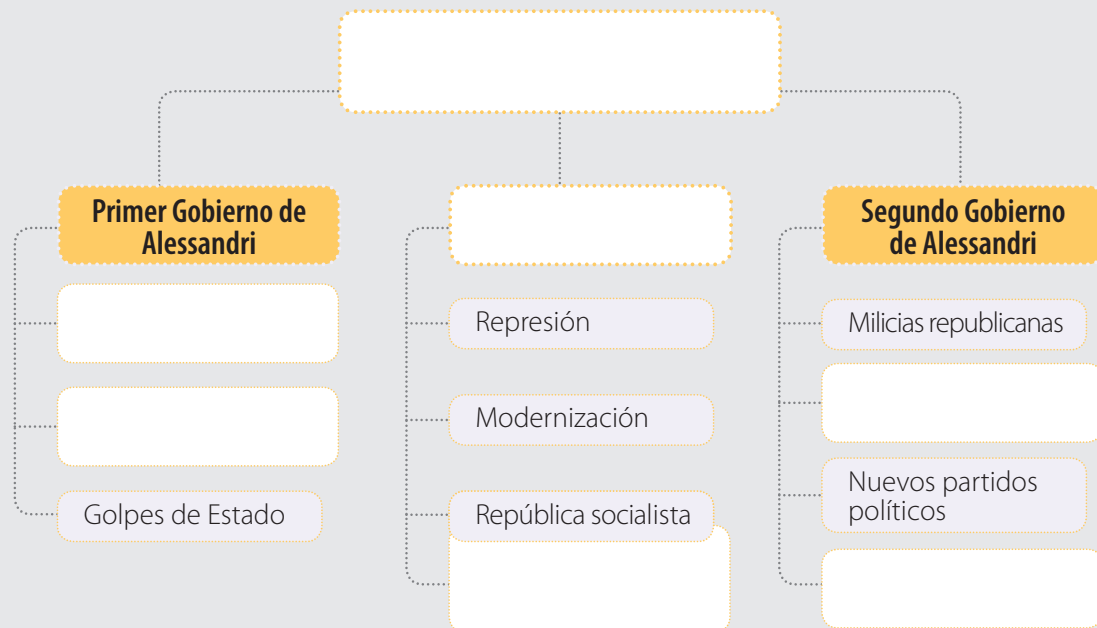 Primer Gobierno de
Alessandri
Golpes de Estado
Represión
Modernización
República socialista
Segundo Gobierno
de Alessandri
Milicias republicanas
Nuevos partidos
políticos